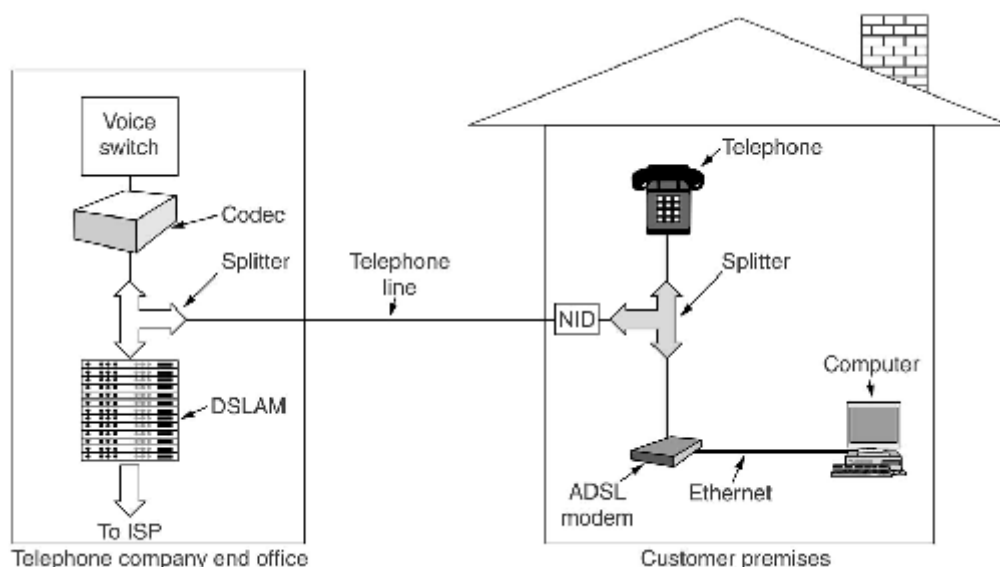 Voice
switch
Codec
Splitter
Telephone
line
DSLAM
To ISP
Telephone company end office
Telephone
Splitter
NID
Computer
ADSL
modem
Ethernet
Customer premises